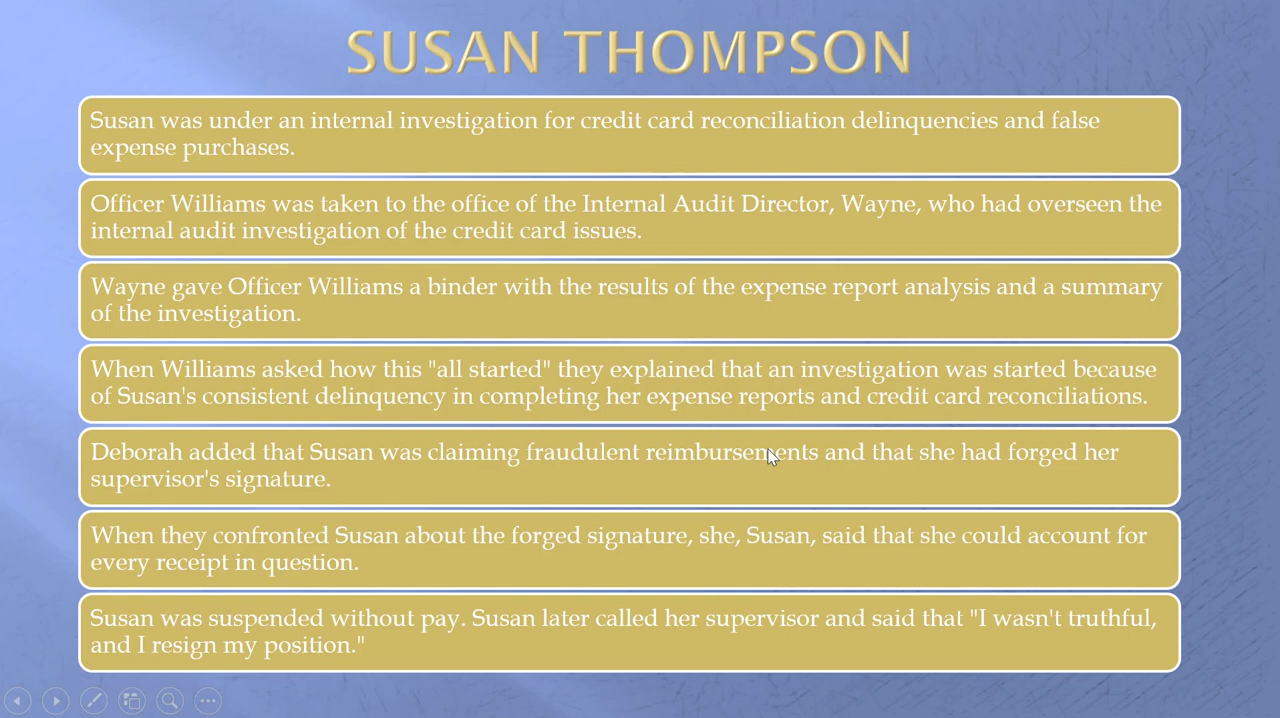 SUSAN THOMPSON
Susan was under an internal investigation for credit card reconciliation delinquencies and false
expense purchases.
Officer Williams was taken to the office of the Internal Audit Director, Wayne, who had overseen the
internal audit investigation of the credit card issues.
Wayne gave Officer Williams a binder with the results of the expense report analysis and a summary
of the investigation.
When Williams asked how this "all started" they explained that an investigation was started because
of Susan's consistent delinquency in completing her expense reports and credit card reconciliations.
Deborah added that Susan was claiming fraudulent reimbursements and that she had forged her
supervisor's signature.
When they confronted Susan about the forged signature, she, Susan, said that she could account for
every receipt in question.
Susan was suspended without pay. Susan later called her supervisor and said that "I wasn't truthful,
and I resign my position."